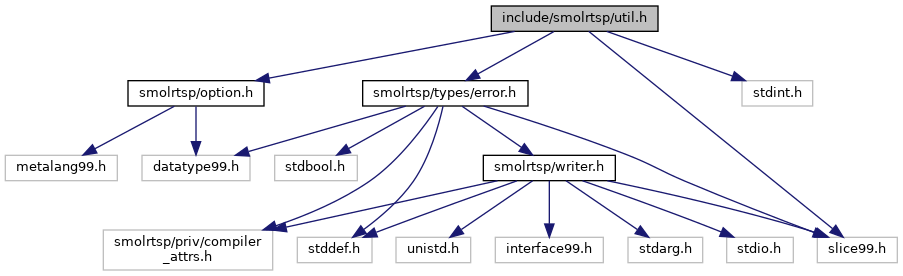 include/smolrtsp/util.h
smolrtsp/option.h
smolrtsp/types/error.h
stdint.h
metalang99.h
datatype99.h
stdbool.h
smolrtsp/writer.h
smolrtsp/priv/compiler
_attrs.h
stddef.h
unistd.h
interface99.h
stdarg.h
stdio.h
slice99.h